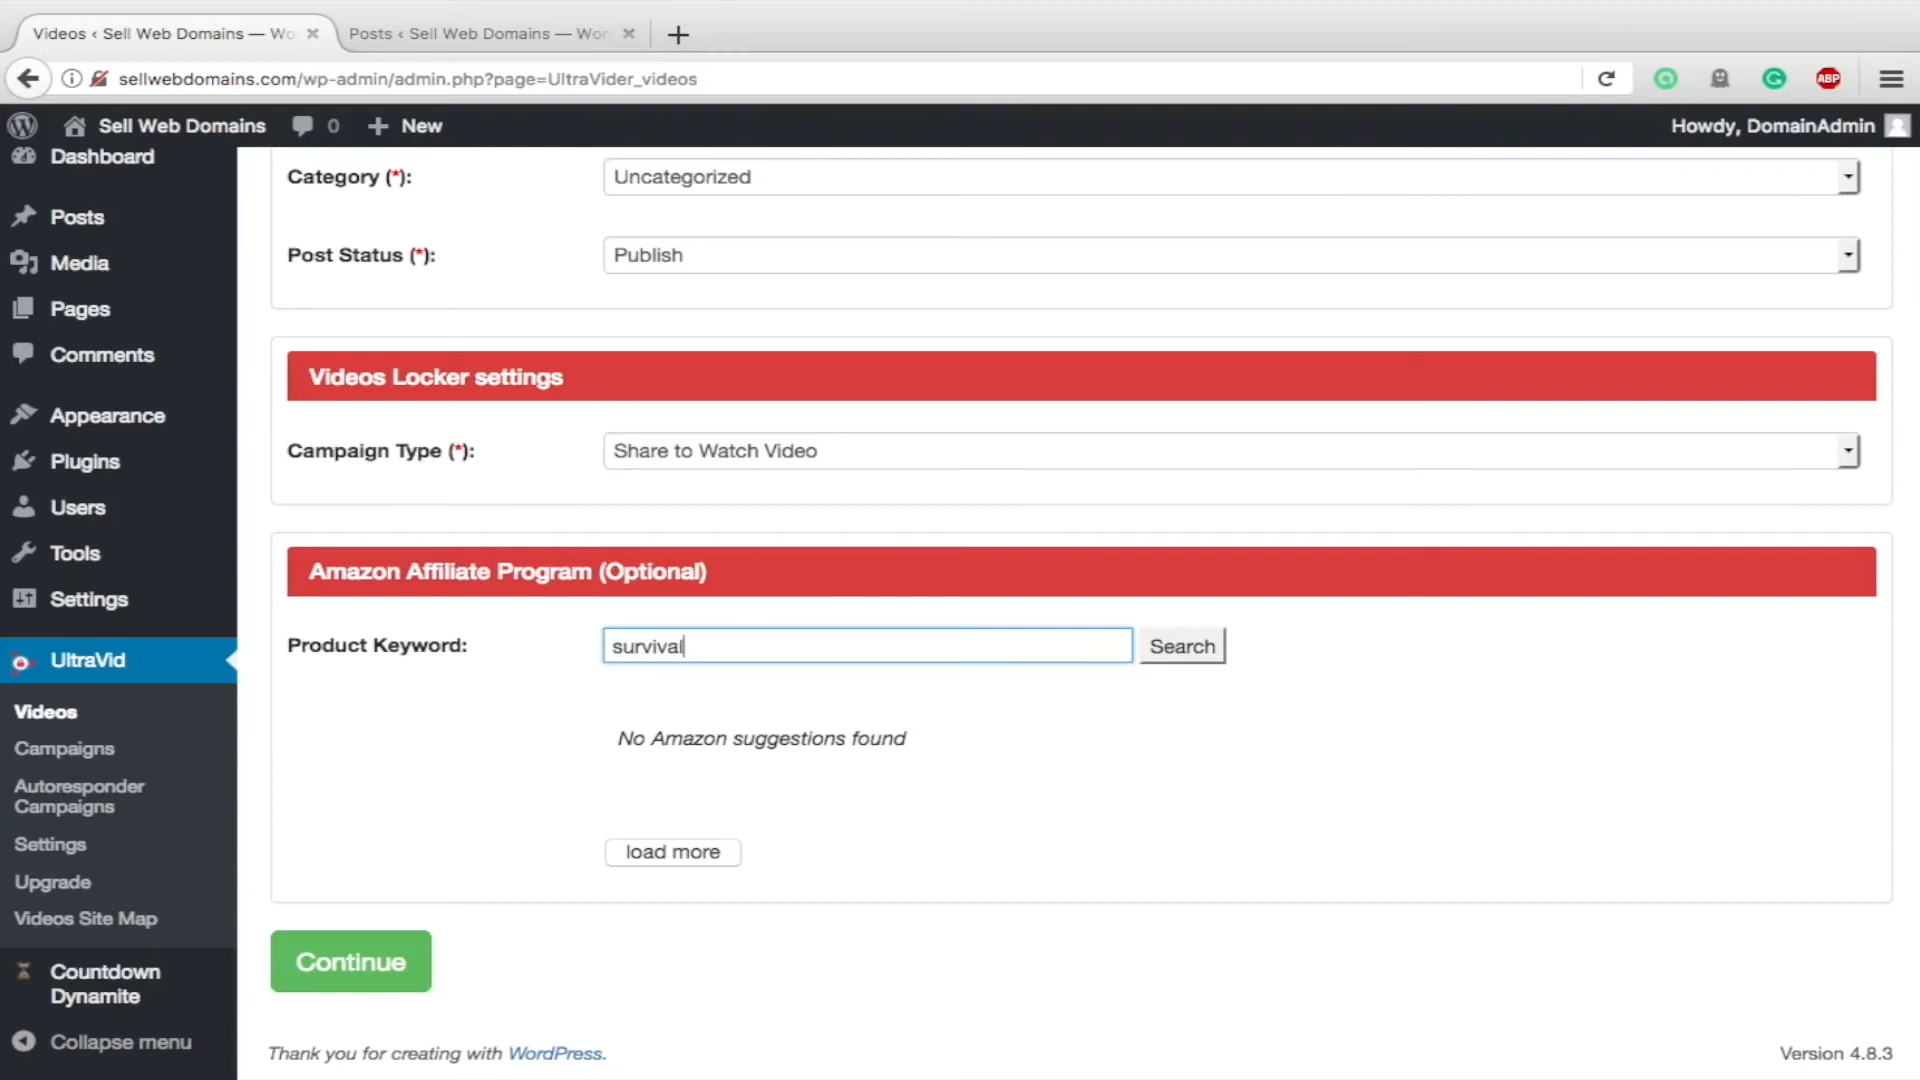 Videos ‹ Sell Web Domains — Wo
Posts ‹ Sell Web Domains — Wor
sellwebdomains.com/wp-admin/admin.php?page=UltraVider_videos
ABP
Sell Web Domains
0
New
Howdy, DomainAdmin
Dashboard
Posts
Media
Pages
Comments
Appearance
Plugins
Users
Tools
Settings
UltraVid
Videos
Campaigns
Autoresponder
Campaigns
Settings
Upgrade
Videos Site Map
Countdown
Dynamite
Collapse menu
Category (*):
Uncategorized
Post Status (*):
Publish
Videos Locker settings
Campaign Type (*):
Share to Watch Video
Amazon Affiliate Program (Optional)
Product Keyword:
survival
Search
No Amazon suggestions found
load more
Continue
Thank you for creating with WordPress.
Version 4.8.3